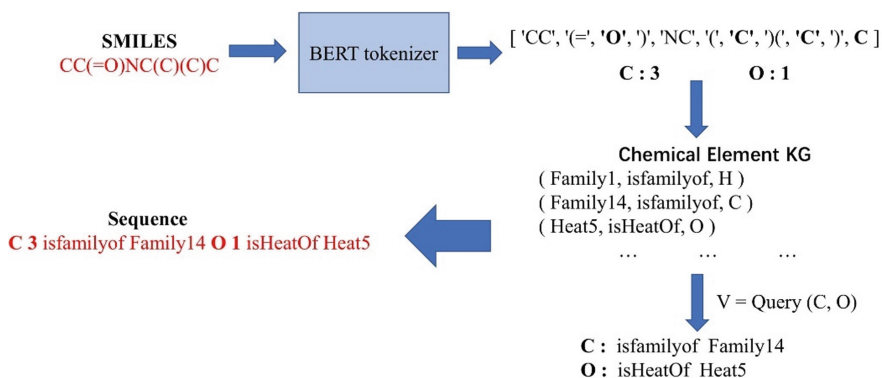 SMILES
CC(=O)NC(C)(C)C
BERT tokenizer
[ 'CC', '(=', 'O', ')', 'NC', '(', 'C', ')(', 'C', ')', C ]
C : 3 O : 1
Chemical Element KG
( Family1, isfamilyof, H )
( Family14, isfamilyof, C )
( Heat5, isHeatOf, O )
... ... ...
Sequence
C 3 isfamilyof Family14 O 1 isHeatOf Heat5
V = Query (C, O)
C : isfamilyof Family14
O : isHeatOf Heat5